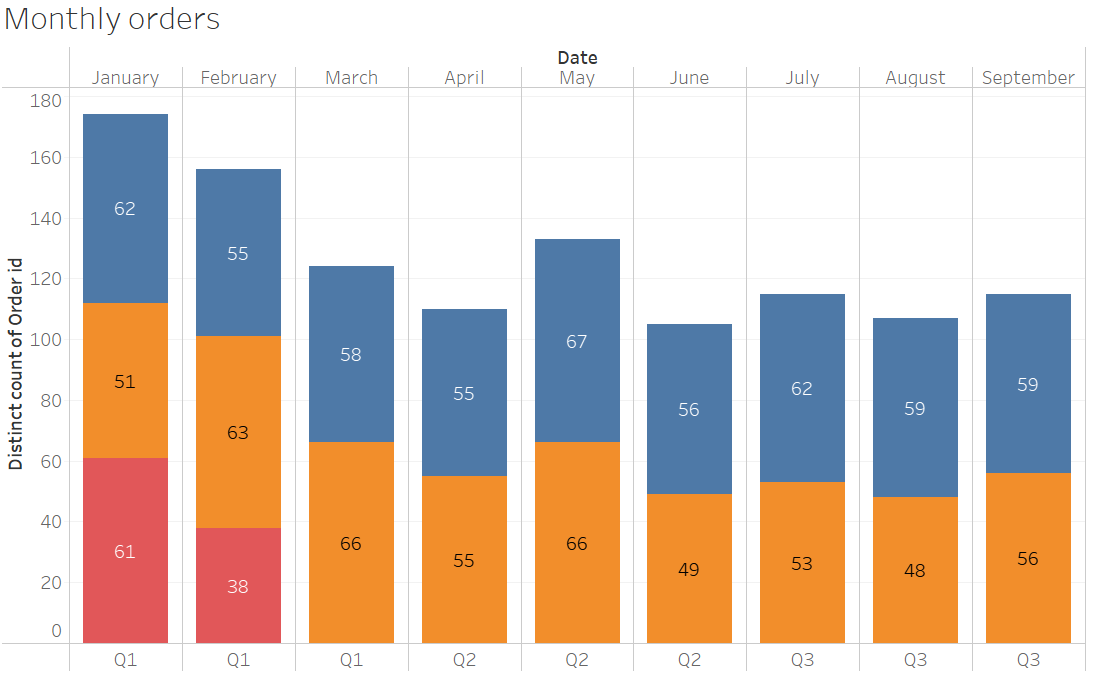 Monthly orders
Date
January February March April May June July August September
180
160
140
120
100
80
60
40
20
0
Distinct count of Order id
62 55 58 55 67 56 62 59 59
51 63 66 55 66 49 53 48 56
61 38
Q1 Q1 Q1 Q2 Q2 Q2 Q3 Q3 Q3